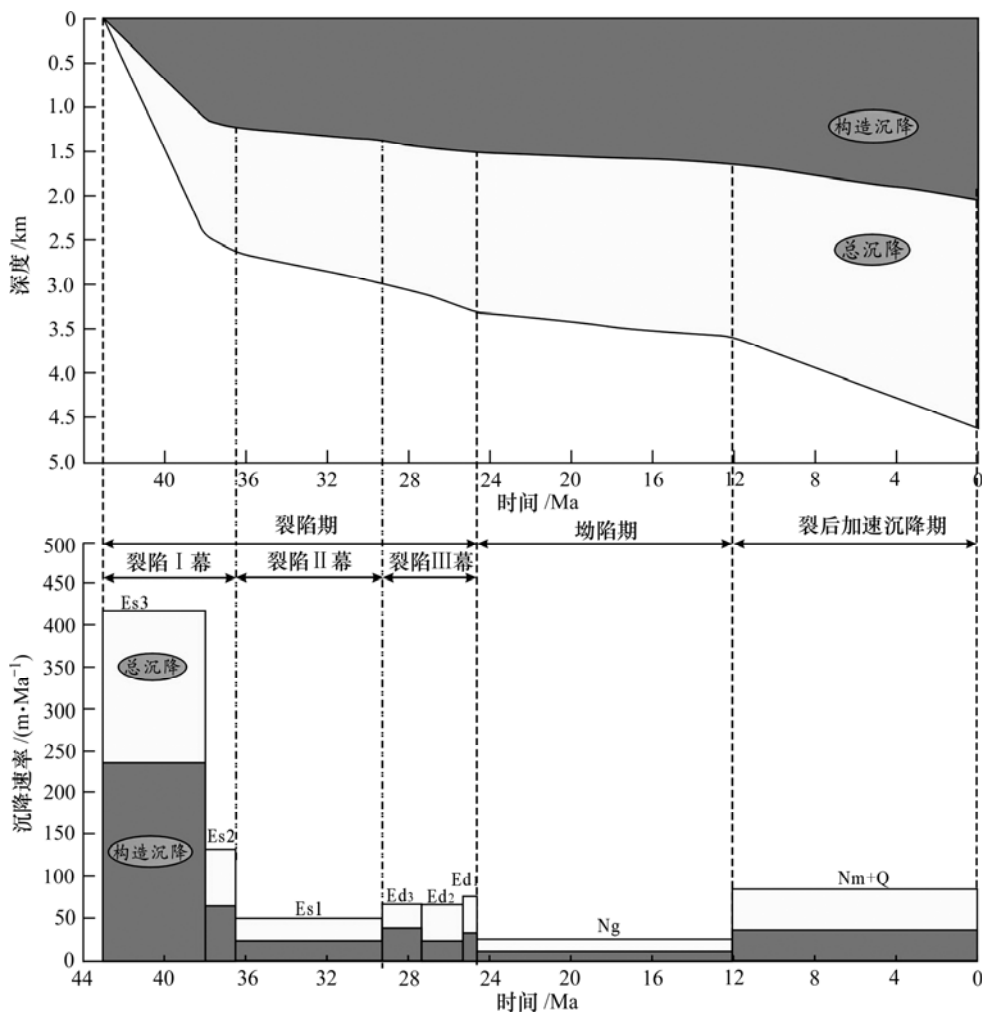 0
0.5
1.0
1.5
2.0
2.5
3.0
3.5
4.0
4.5
5.0
深度/km
构造沉降
总沉降
40 36 32 28 24 20 16 12 8 4 0
时间/Ma
裂陷期 坳陷期 裂后加速沉降期
裂陷Ⅰ幕 裂陷Ⅱ幕 裂陷Ⅲ幕
500
450
400
350
300
250
200
150
100
50
0
沉降速率/(m·Ma⁻¹)
Es3
总沉降
构造沉降
Es2
Es1
Ed₃ Ed₂ Ed₁
Ng
Nm+Q
44 40 36 32 28 24 20 16 12 8 4 0
时间/Ma